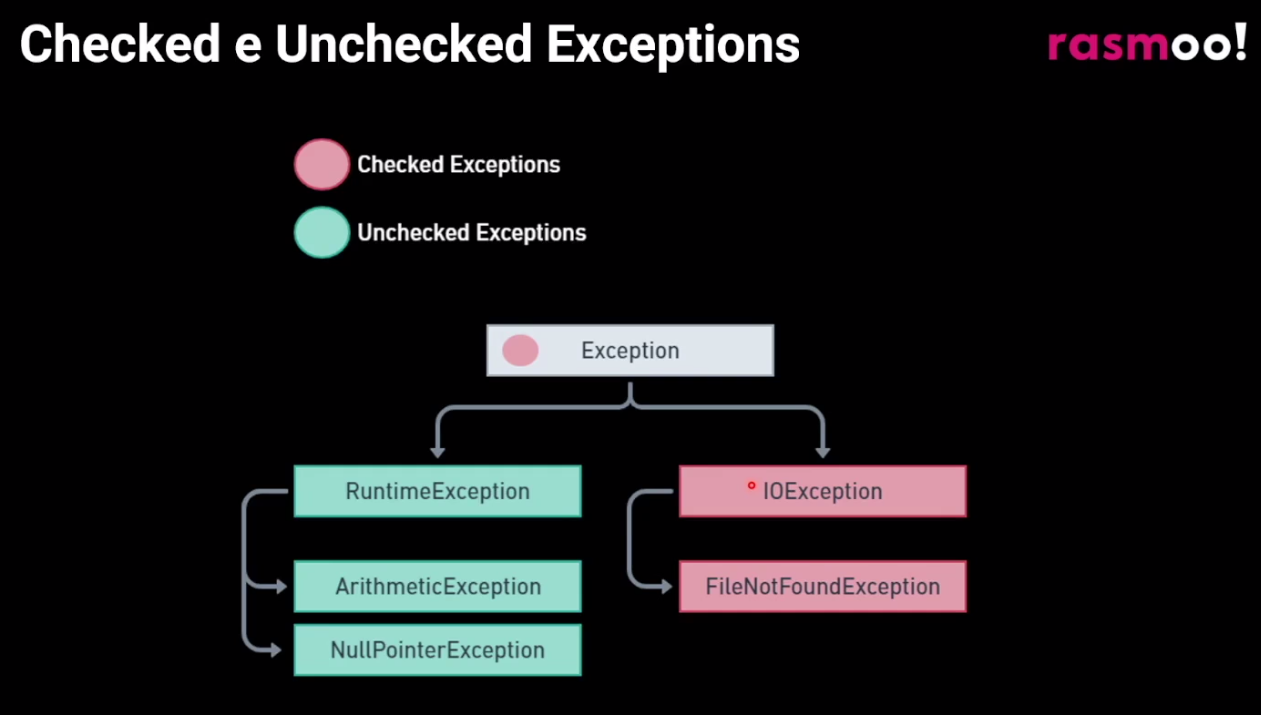 Checked e Unchecked Exceptions
rasmoo!
Checked Exceptions
Unchecked Exceptions
Exception
RuntimeException
IOException
ArithmeticException
FileNotFoundException
NullPointerException